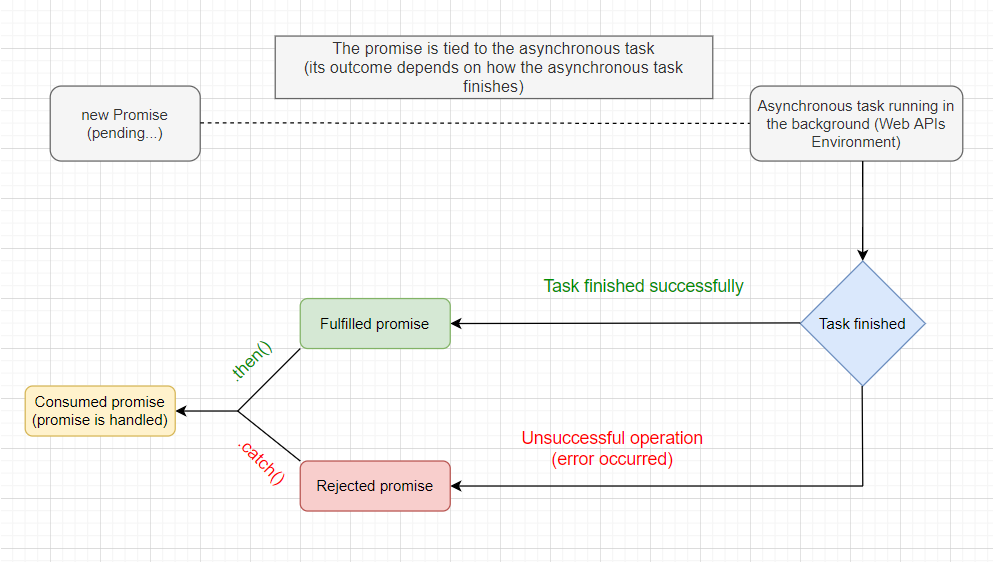 The promise is tied to the asynchronous task
(its outcome depends on how the asynchronous task
finishes)
new Promise
(pending...)
Asynchronous task running in
the background (Web APIs
Environment)
Task finished successfully
Fulfilled promise
Task finished
.then()
Consumed promise
(promise is handled)
.catch()
Unsuccessful operation
(error occurred)
Rejected promise